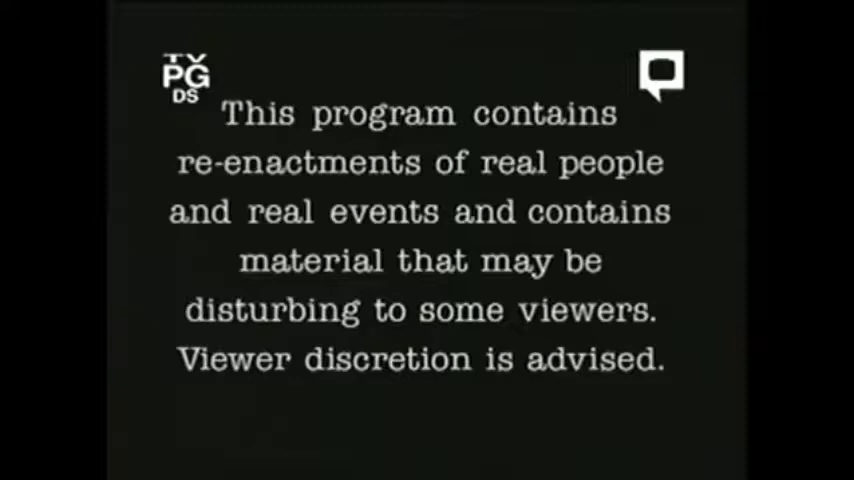 TV
PG
DS
This program contains
re-enactments of real people
and real events and contains
material that may be
disturbing to some viewers.
Viewer discretion is advised.